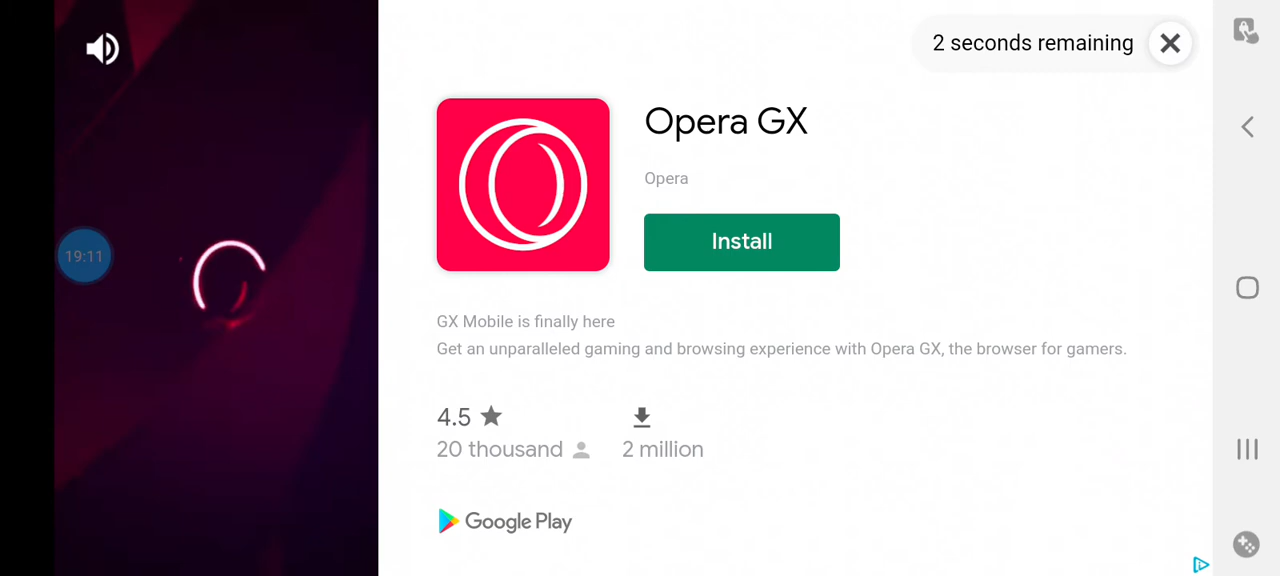 2 seconds remaining
Opera GX
Opera
19:11
Install
GX Mobile is finally here
Get an unparalleled gaming and browsing experience with Opera GX, the browser for gamers.
4.5
20 thousand
2 million
Google Play